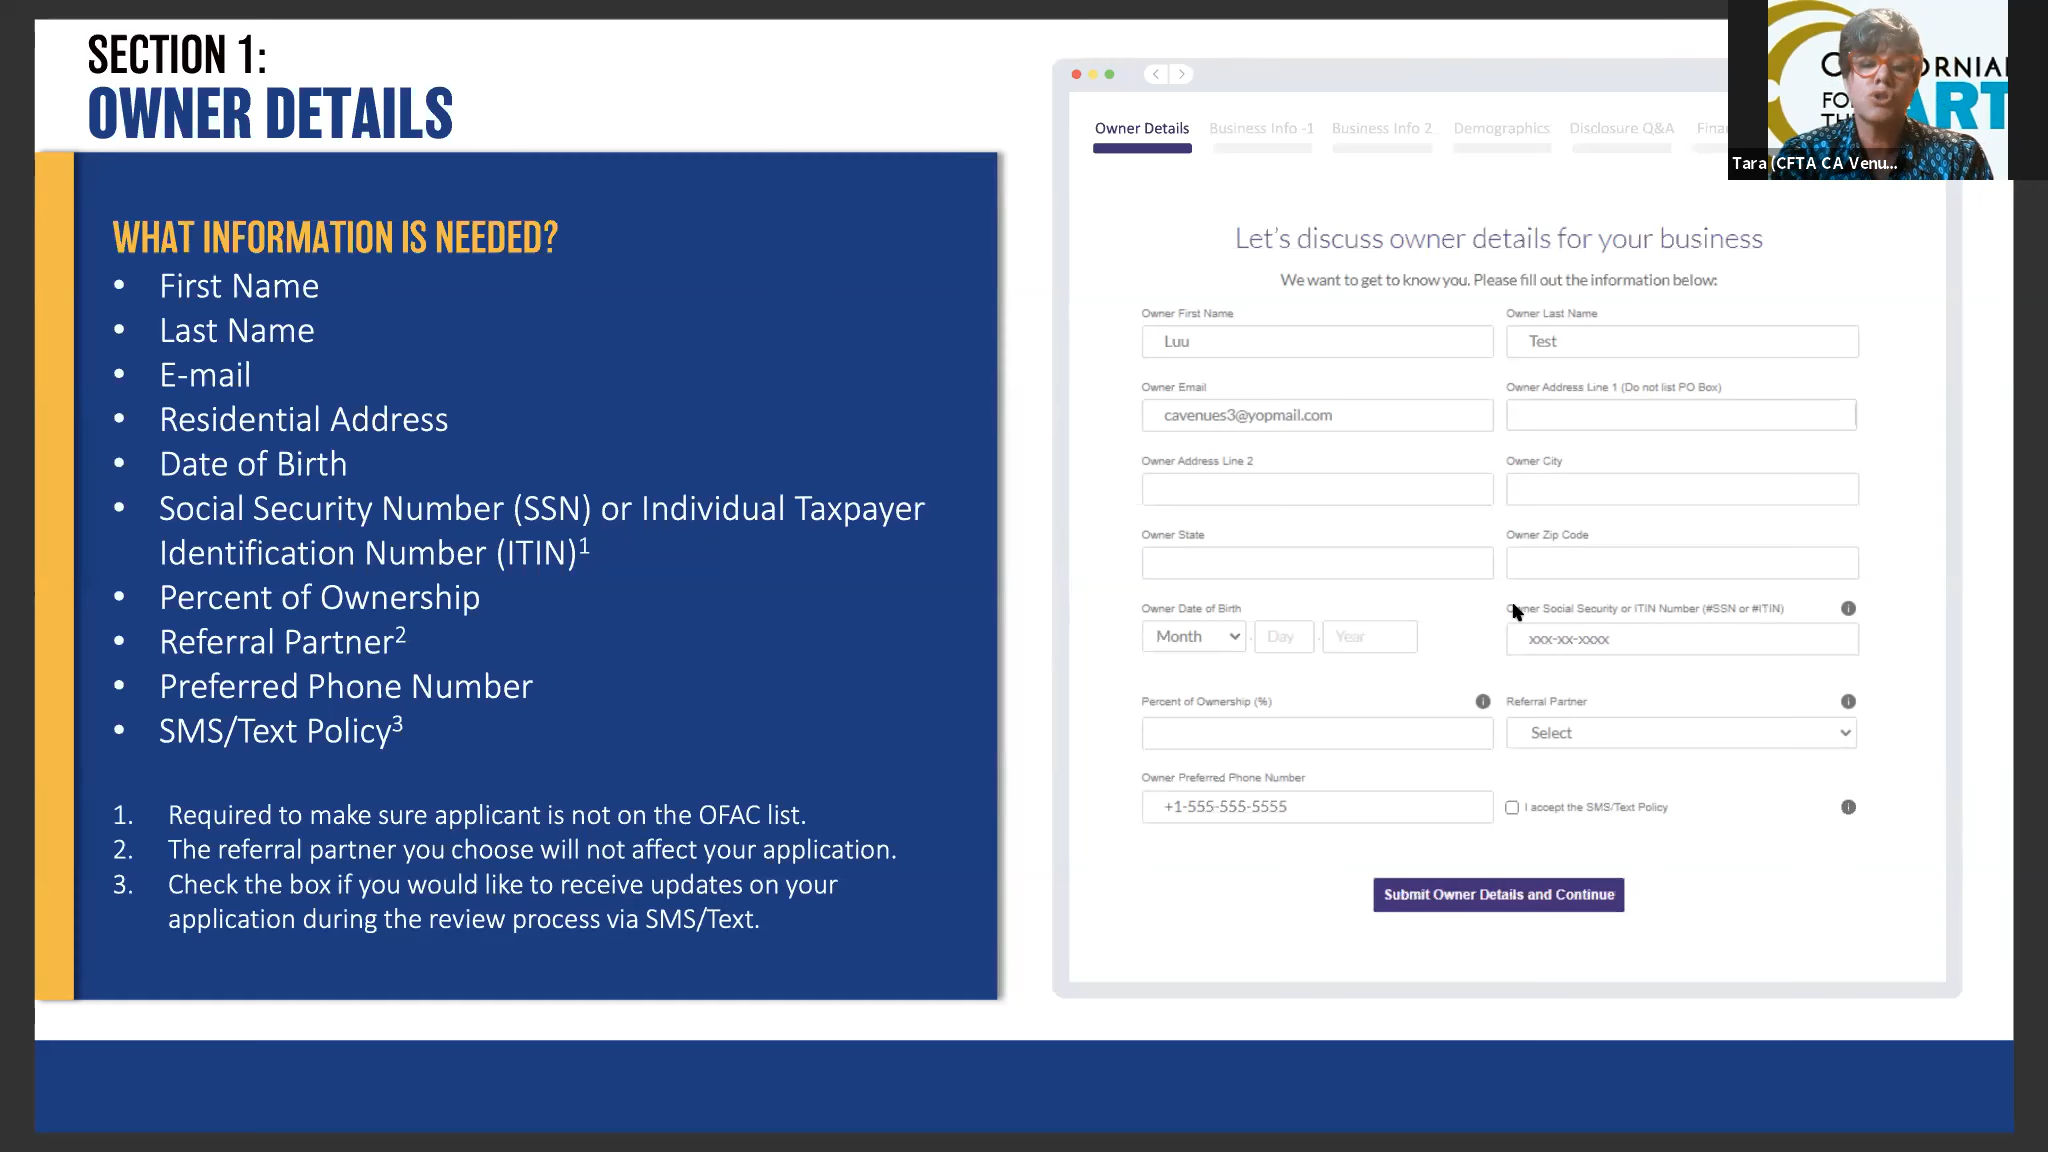 SECTION 1:
OWNER DETAILS
WHAT INFORMATION IS NEEDED?
• First Name
• Last Name
• E-mail
• Residential Address
• Date of Birth
• Social Security Number (SSN) or Individual Taxpayer
Identification Number (ITIN)1
• Percent of Ownership
• Referral Partner2
• Preferred Phone Number
• SMS/Text Policy3
1. Required to make sure applicant is not on the OFAC list.
2. The referral partner you choose will not affect your application.
3. Check the box if you would like to receive updates on your
application during the review process via SMS/Text.
Owner Details Business Info -1 Business Info 2 Demographics Disclosure Q&A
Let's discuss owner details for your business
We want to get to know you. Please fill out the information below:
Owner First Name Owner Last Name
Luu Test
Owner Email Owner Address Line 1 (Do not list PO Box)
cavenues3@yopmail.com
Owner Address Line 2 Owner City
Owner State Owner Zip Code
Owner Date of Birth Owner Social Security or ITIN Number (#SSN or #ITIN)
Month Day Year xxx-xx-xxxx
Percent of Ownership (%) Referral Partner
Select
Owner Preferred Phone Number
+1-555-555-5555 I accept the SMS/Text Policy
Submit Owner Details and Continue
Tara (CFTA CA Venu...